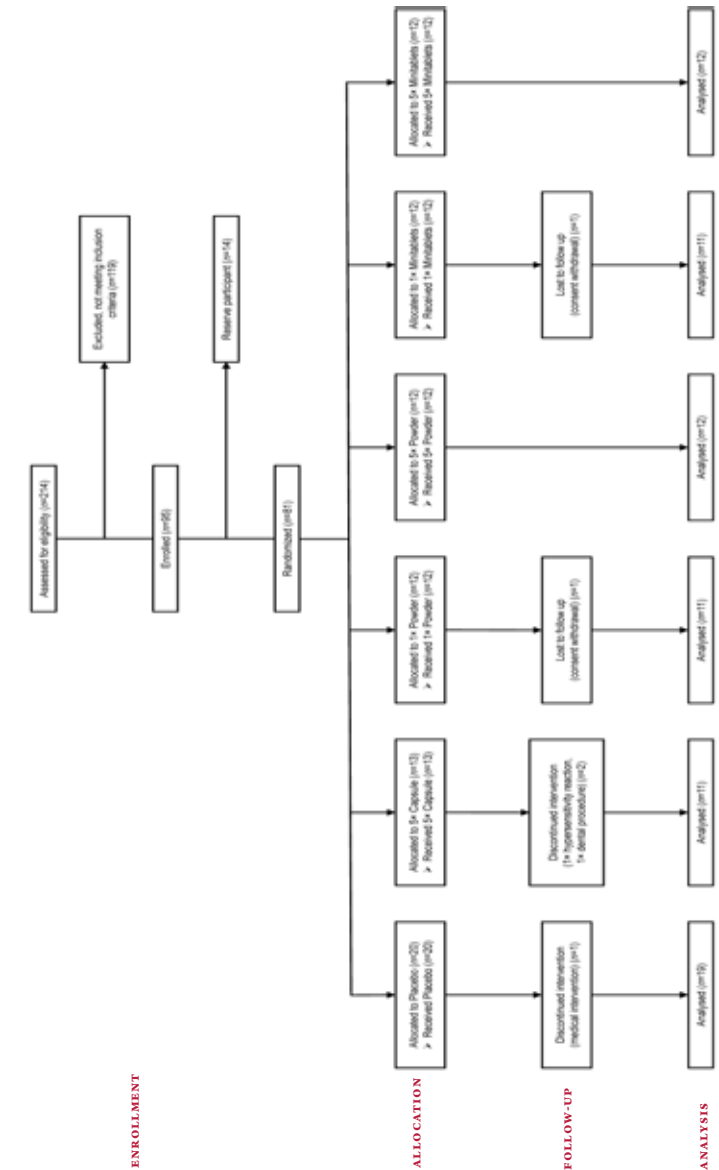 ENROLLMENT
Assessed for eligibility (n=214)
Excluded, not meeting inclusion
criteria (n=119)
Enrolled (n=95)
Reserve participant (n=14)
Randomized (n=81)
ALLOCATION
Allocated to Placebo (n=20)
➢ Received Placebo (n=20)
Allocated to 5× Capsule (n=13)
➢ Received 5× Capsule (n=13)
Allocated to 1× Powder (n=12)
➢ Received 1× Powder (n=12)
Allocated to 5× Powder (n=12)
➢ Received 5× Powder (n=12)
Allocated to 1× Minitablets (n=12)
➢ Received 1× Minitablets (n=12)
Allocated to 5× Minitablets (n=12)
➢ Received 5× Minitablets (n=12)
FOLLOW-UP
Discontinued intervention
(medical intervention) (n=1)
Discontinued intervention
(1× hypersensitivity reaction,
1× dental procedure) (n=2)
Lost to follow up
(consent withdrawal) (n=1)
Lost to follow up
(consent withdrawal) (n=1)
ANALYSIS
Analysed (n=19)
Analysed (n=11)
Analysed (n=11)
Analysed (n=12)
Analysed (n=11)
Analysed (n=12)